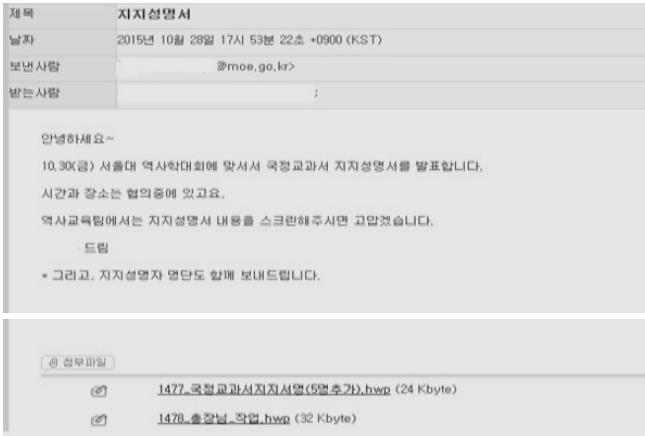 제목 지지성명서
날짜 2015년 10월 28일 17시 53분 22초 +0900 (KST)
보낸사람 @moe.go.kr>
받는사람 ;
안녕하세요~
10.30(금) 서울대 역사학대회에 맞서서 국정교과서 지지성명서를 발표합니다.
시간과 장소는 협의중에 있고요.
역사교육팀에서는 지지성명서 내용을 스크린해주시면 고맙겠습니다.
드림
* 그리고, 지지성명자 명단도 함께 보내드립니다.
첨부파일
1477_국정교과서지지서명(5명추가).hwp (24 Kbyte)
1478_총장님_작업.hwp (32 Kbyte)